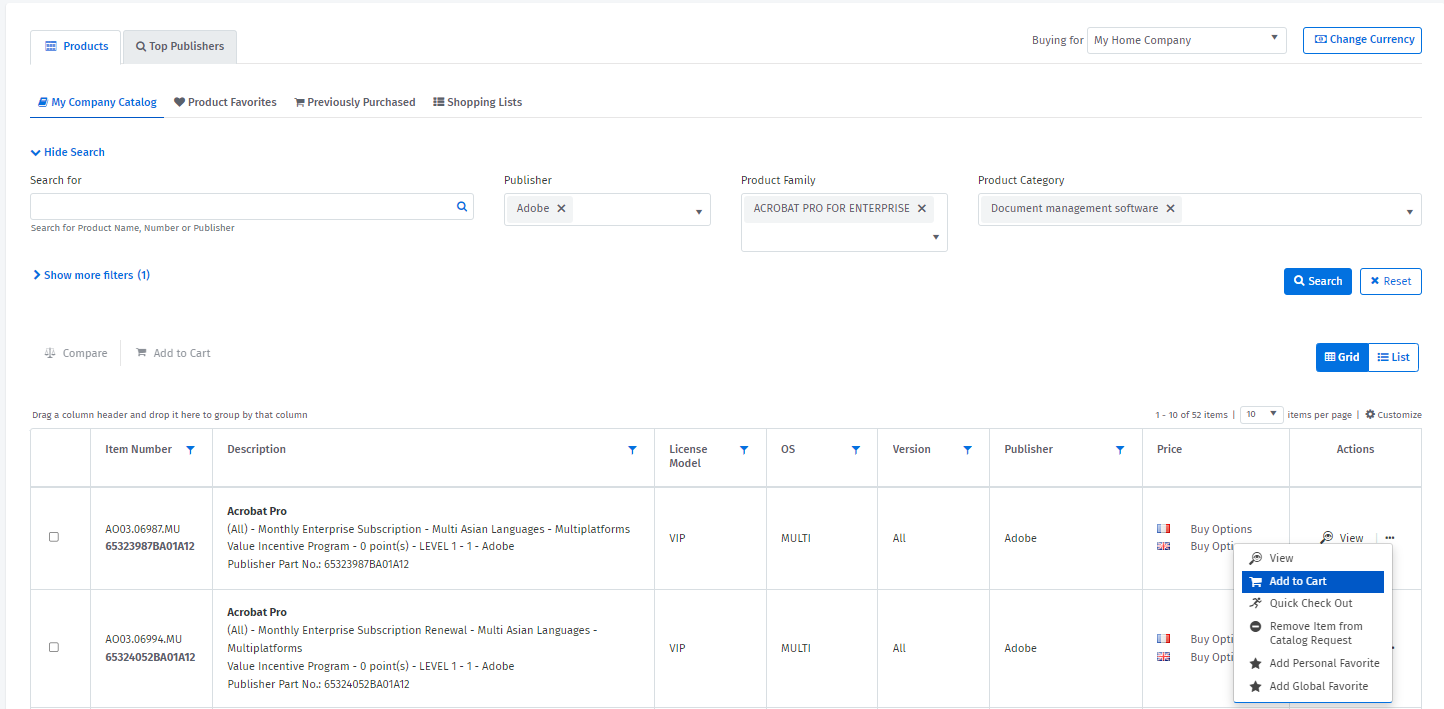 Products
Top Publishers
Buying for
My Home Company
Change Currency
My Company Catalog
Product Favorites
Previously Purchased
Shopping Lists
Hide Search
Search for
Publisher
Product Family
Product Category
Adobe
ACROBAT PRO FOR ENTERPRISE
Document management software
Search for Product Name, Number or Publisher
Show more filters (1)
Search
Reset
Compare
Add to Cart
Grid
List
Drag a column header and drop it here to group by that column
1 - 10 of 52 items | 10 items per page | Customize
Item Number
Description
License
Model
OS
Version
Publisher
Price
Actions
AO03.06987.MU
65323987BA01A12
Acrobat Pro
(All) - Monthly Enterprise Subscription - Multi Asian Languages - Multiplatforms
Value Incentive Program - 0 point(s) - LEVEL 1 - 1 - Adobe
Publisher Part No.: 65323987BA01A12
VIP
MULTI
All
Adobe
Buy Options
Buy Opti
View
View
Add to Cart
Quick Check Out
Remove Item from
Catalog Request
Add Personal Favorite
Add Global Favorite
AO03.06994.MU
65324052BA01A12
Acrobat Pro
(All) - Monthly Enterprise Subscription Renewal - Multi Asian Languages -
Multiplatforms
Value Incentive Program - 0 point(s) - LEVEL 1 - 1 - Adobe
Publisher Part No.: 65324052BA01A12
VIP
MULTI
All
Adobe
Buy Opti
Buy Opti